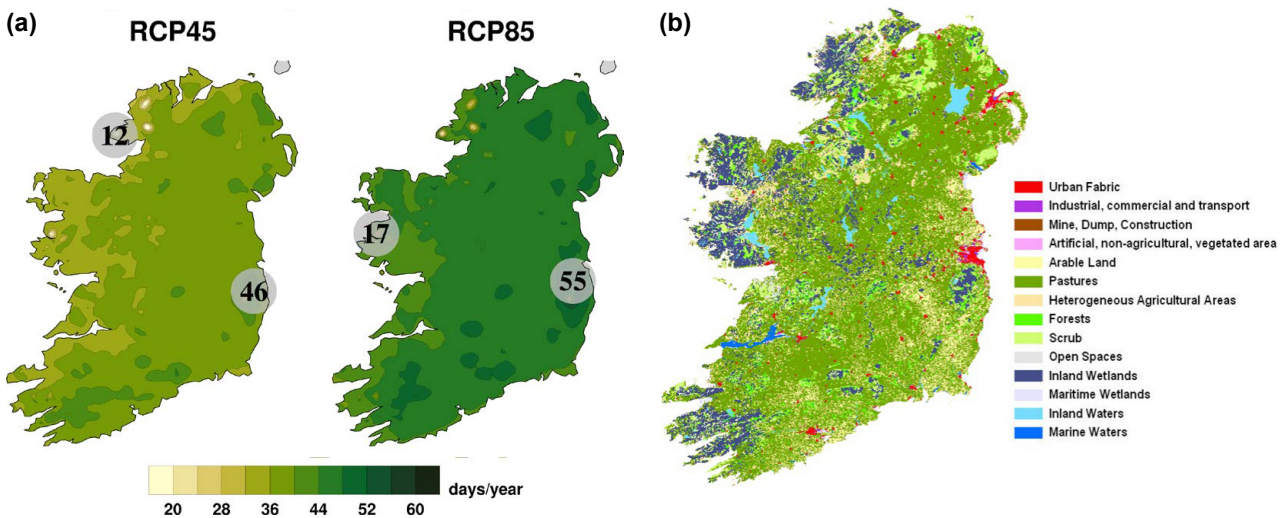 (a)
RCP45
RCP85
12
46
17
55
20 28 36 44 52 60
days/year
(b)
Urban Fabric
Industrial, commercial and transport
Mine, Dump, Construction
Artificial, non-agricultural, vegetated area
Arable Land
Pastures
Heterogeneous Agricultural Areas
Forests
Scrub
Open Spaces
Inland Wetlands
Maritime Wetlands
Inland Waters
Marine Waters